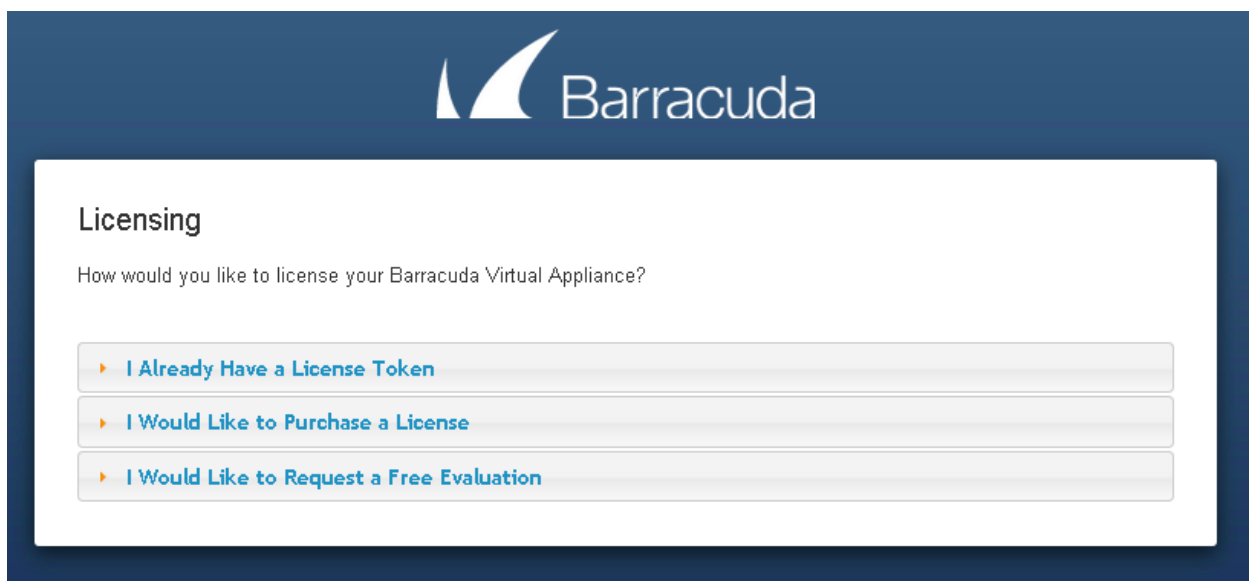 Barracuda
Licensing
How would you like to license your Barracuda Virtual Appliance?
I Already Have a License Token
I Would Like to Purchase a License
I Would Like to Request a Free Evaluation